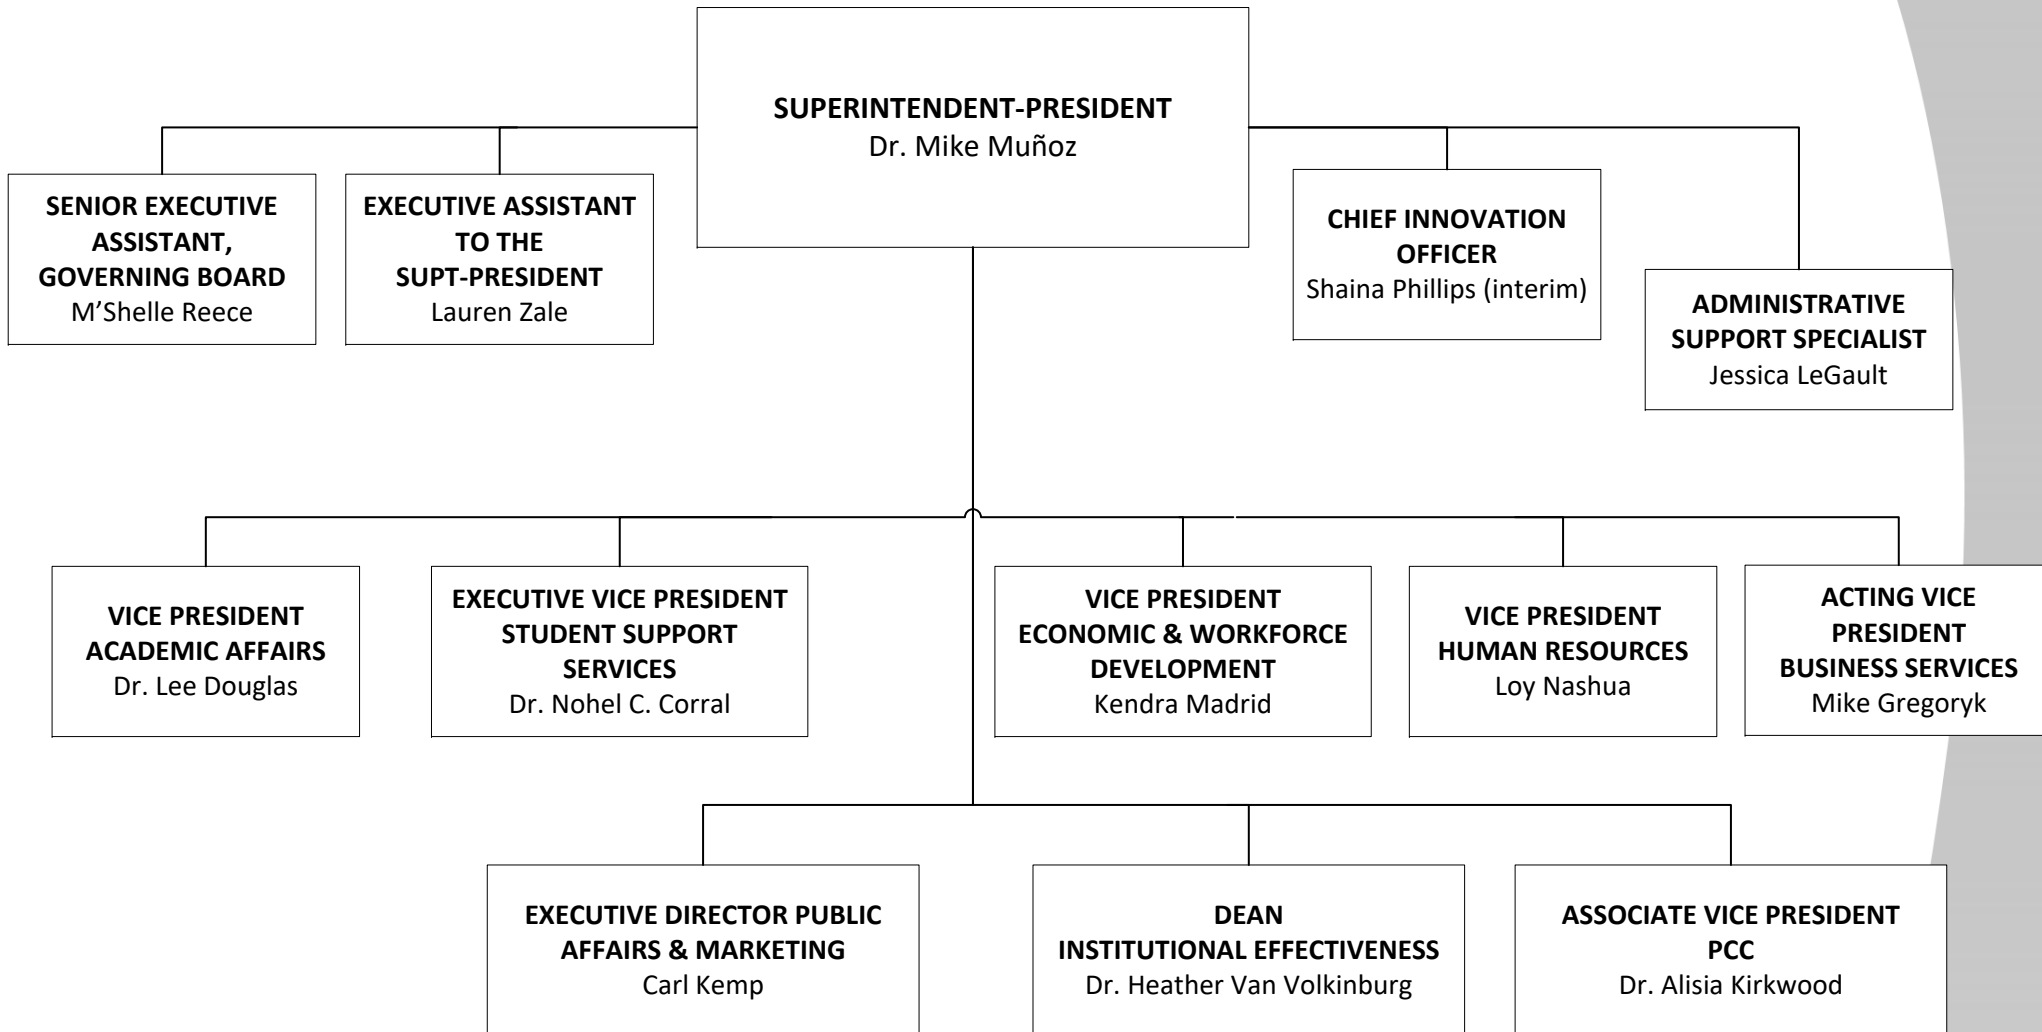 SUPERINTENDENT-PRESIDENT
Dr. Mike Muñoz
SENIOR EXECUTIVE
ASSISTANT,
GOVERNING BOARD
M’Shelle Reece
EXECUTIVE ASSISTANT
TO THE
SUPT-PRESIDENT
Lauren Zale
CHIEF INNOVATION
OFFICER
Shaina Phillips (interim)
ADMINISTRATIVE
SUPPORT SPECIALIST
Jessica LeGault
VICE PRESIDENT
ACADEMIC AFFAIRS
Dr. Lee Douglas
EXECUTIVE VICE PRESIDENT
STUDENT SUPPORT
SERVICES
Dr. Nohel C. Corral
VICE PRESIDENT
ECONOMIC & WORKFORCE
DEVELOPMENT
Kendra Madrid
VICE PRESIDENT
HUMAN RESOURCES
Loy Nashua
ACTING VICE
PRESIDENT
BUSINESS SERVICES
Mike Gregoryk
EXECUTIVE DIRECTOR PUBLIC
AFFAIRS & MARKETING
Carl Kemp
DEAN
INSTITUTIONAL EFFECTIVENESS
Dr. Heather Van Volkinburg
ASSOCIATE VICE PRESIDENT
PCC
Dr. Alisia Kirkwood